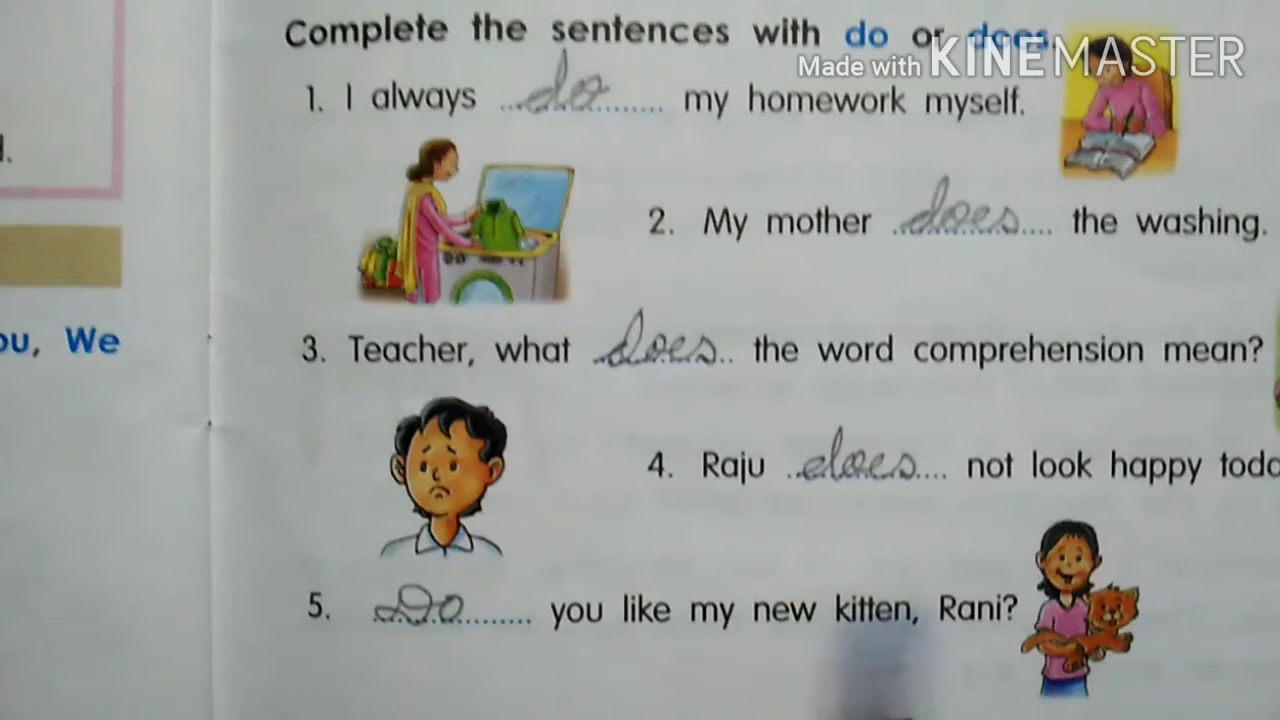 Complete the sentences with do or does.
Made with KINEMASTER
1. I always do my homework myself.
2. My mother does the washing.
3. Teacher, what does the word comprehension mean?
ou, We
4. Raju does not look happy toda
5. Do you like my new kitten, Rani?